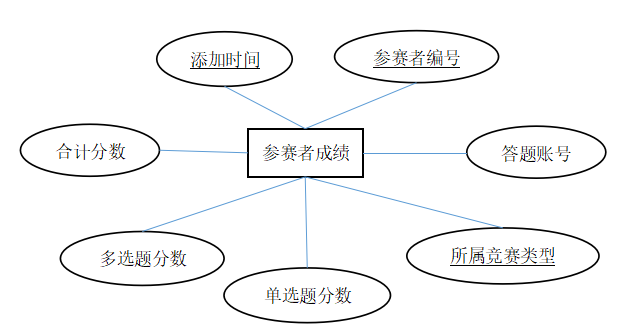 添加时间
参赛者编号
合计分数
参赛者成绩
答题账号
多选题分数
所属竞赛类型
单选题分数